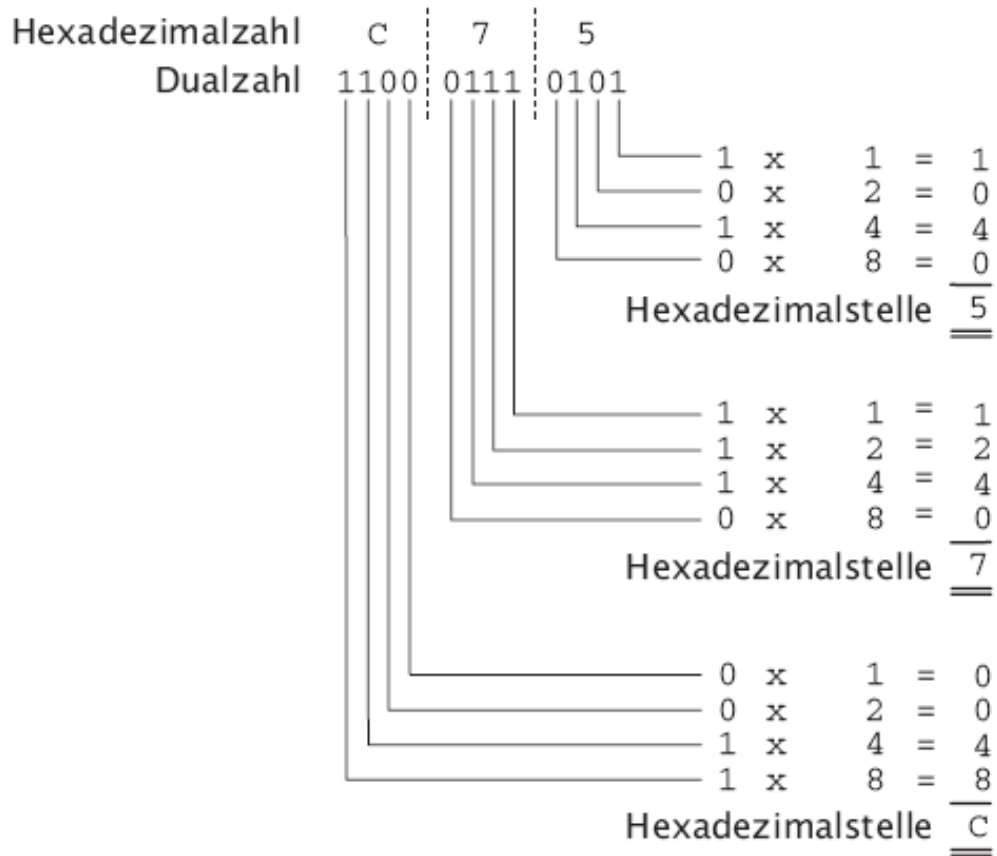 Hexadezimalzahl C 7 5
Dualzahl 1100 0111 0101
1 x 1 = 1
0 x 2 = 0
1 x 4 = 4
0 x 8 = 0
Hexadezimalstelle 5
1 x 1 = 1
1 x 2 = 2
1 x 4 = 4
0 x 8 = 0
Hexadezimalstelle 7
0 x 1 = 0
0 x 2 = 0
1 x 4 = 4
1 x 8 = 8
Hexadezimalstelle C